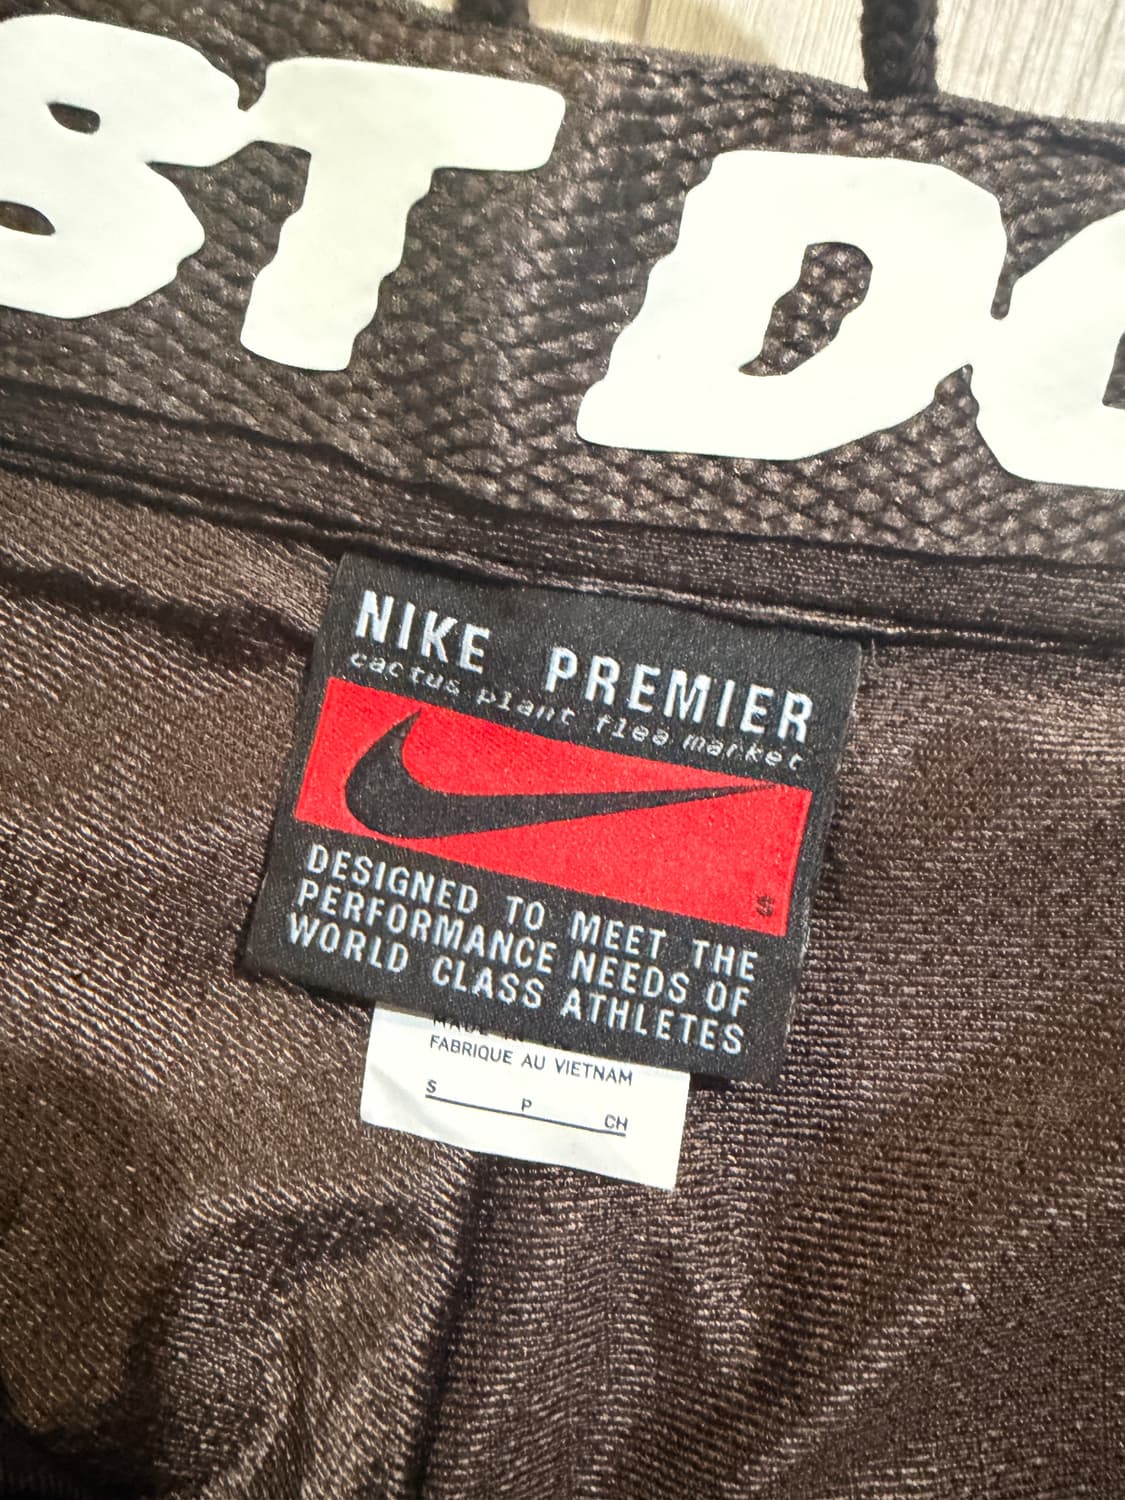 ST DO
NIKE PREMIER
cactus plant flea market
S
DESIGNED TO MEET THE
PERFORMANCE NEEDS OF
WORLD CLASS ATHLETES
FABRIQUE AU VIETNAM
S P CH